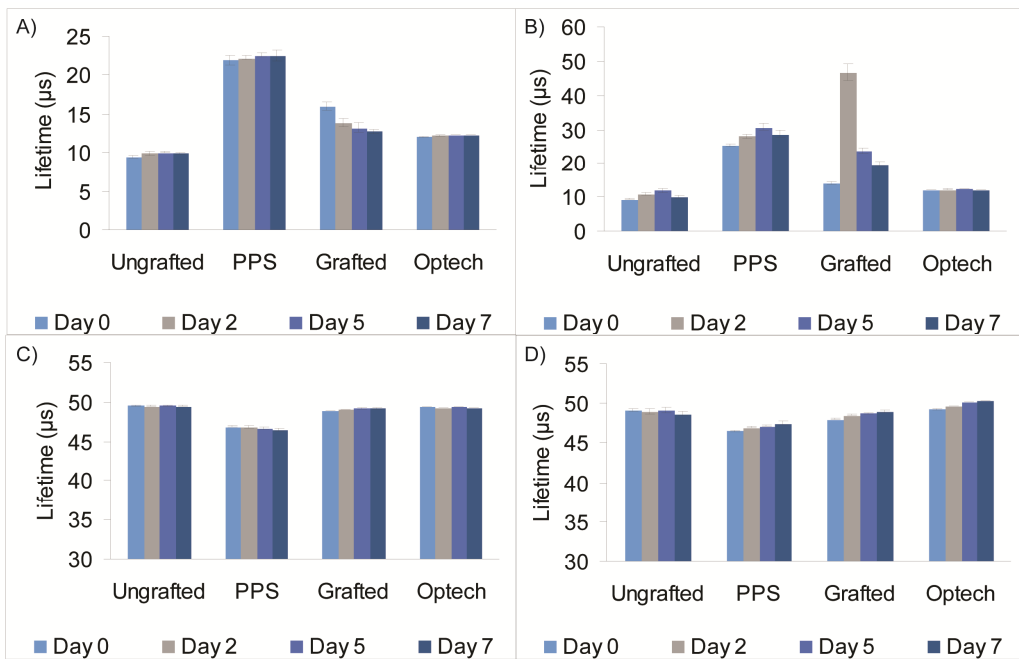 A)
25
20
15
10
5
0
Lifetime (µs)
Ungrafted PPS Grafted Optech
Day 0 Day 2 Day 5 Day 7
B)
60
50
40
30
20
10
0
Lifetime (µs)
Ungrafted PPS Grafted Optech
Day 0 Day 2 Day 5 Day 7
C)
55
50
45
40
35
30
Lifetime (µs)
Ungrafted PPS Grafted Optech
Day 0 Day 2 Day 5 Day 7
D)
55
50
45
40
35
30
Lifetime (µs)
Ungrafted PPS Grafted Optech
Day 0 Day 2 Day 5 Day 7